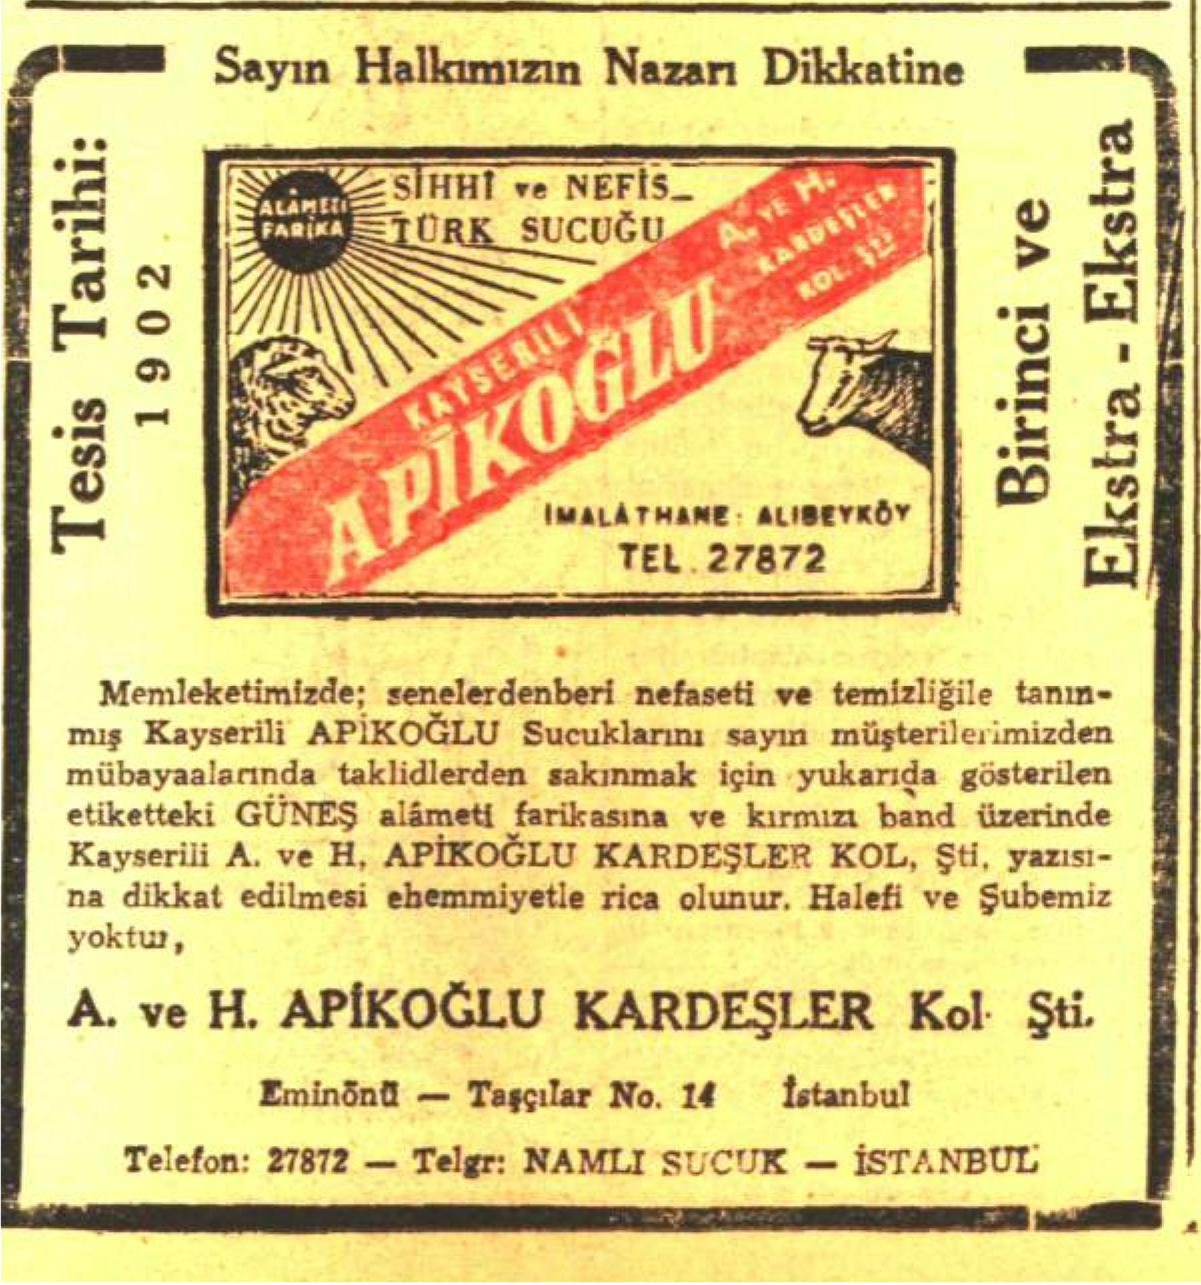 Sayın Halkımızın Nazarı Dikkatine
Tesis Tarihi:
1902
ALÂMETİ
FARİKA
SİHHÎ ve NEFİS
TÜRK SUCUĞU
A. VE H.
KARDEŞLER
KOL. ŞTİ
KAYSERİLİ
APİKOĞLU
İMALÂTHANE: ALIBEYKÖY
TEL. 27872
Birinci ve
Ekstra - Ekstra
Memleketimizde; senelerdenberi nefaseti ve temizliğile tanın-
mış Kayserili APİKOĞLU Sucuklarını sayın müşterilerimizden
mübayaalarında taklidlerden sakınmak için yukarıda gösterilen
etiketteki GÜNEŞ alâmeti farikasına ve kırmızı band üzerinde
Kayserili A. ve H. APİKOĞLU KARDEŞLER KOL, Şti. yazısı-
na dikkat edilmesi ehemmiyetle rica olunur. Halefi ve Şubemiz
yoktur,
A. ve H. APİKOĞLU KARDEŞLER Kol. Şti.
Eminönü — Taşçılar No. 14 İstanbul
Telefon: 27872 — Telgr: NAMLI SUCUK — İSTANBUL